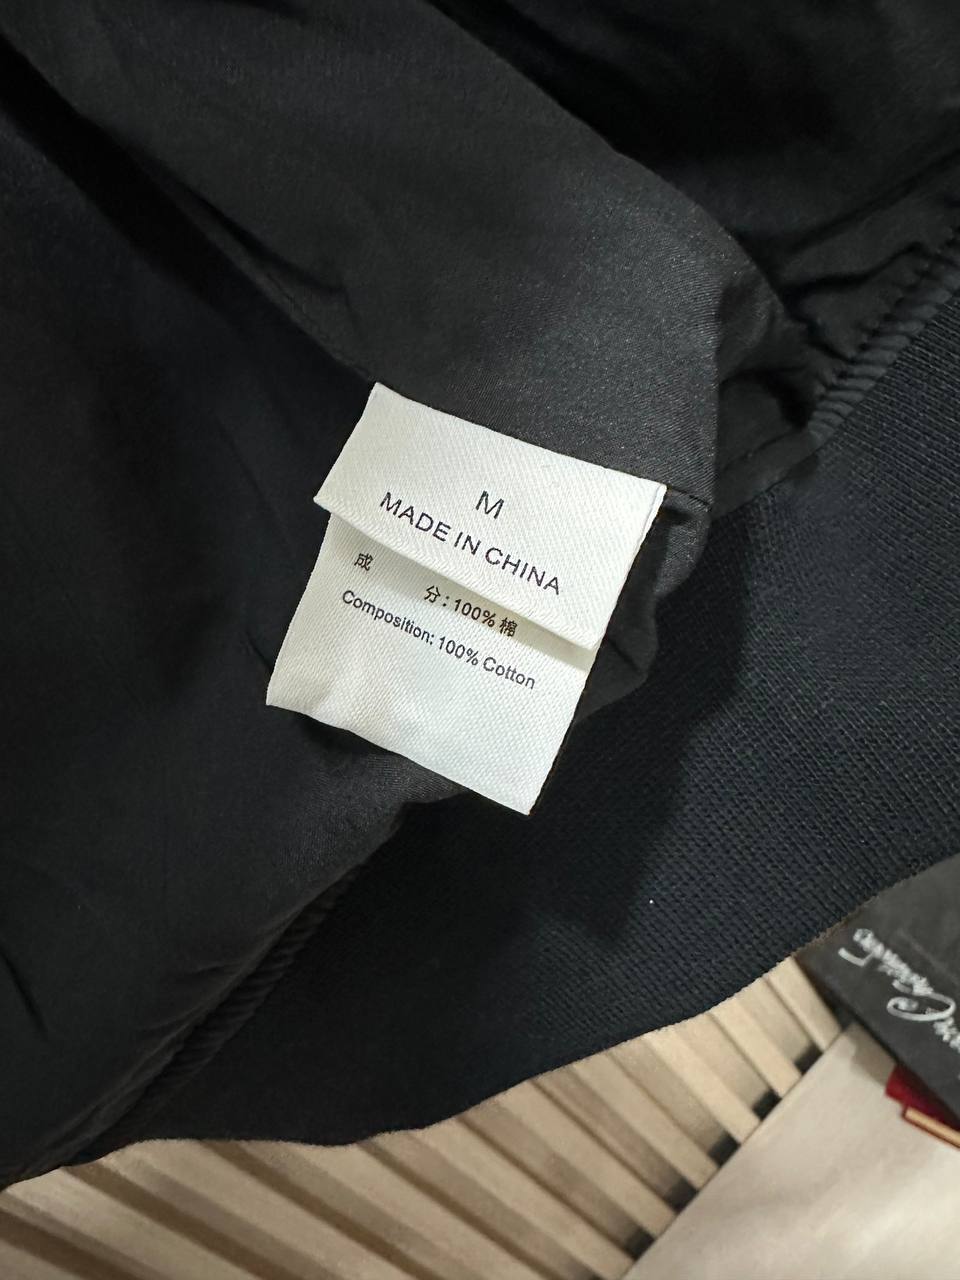 M
MADE IN CHINA
成 分：100% 棉
Composition: 100% Cotton